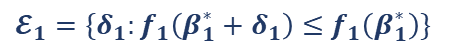 ℰ₁ = {δ₁: f₁(β₁* + δ₁) ≤ f₁(β₁*)}